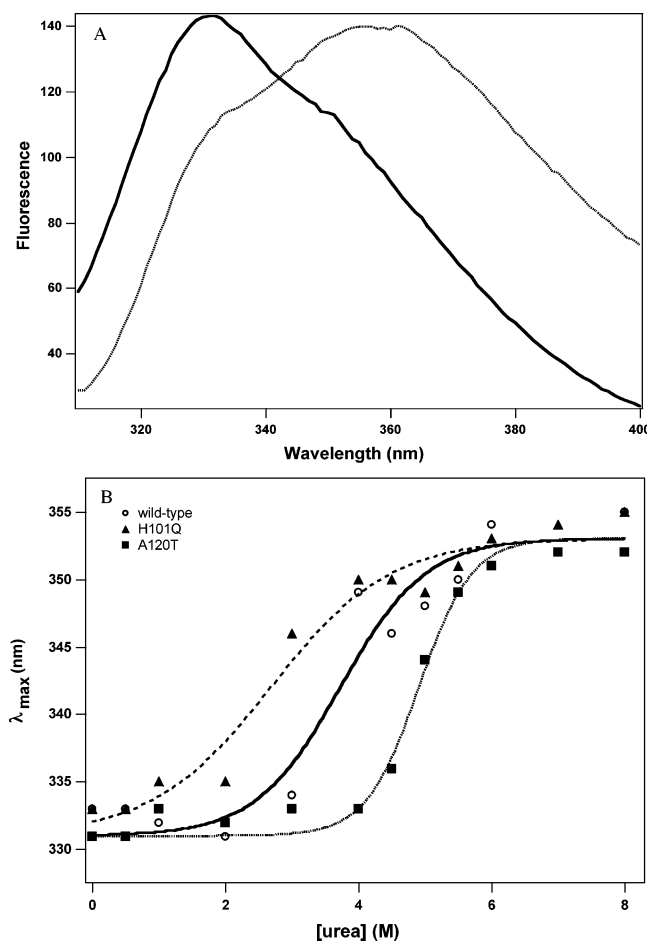 A
140
120
100
80
60
40
Fluorescence
320 340 360 380 400
Wavelength (nm)
B
wild-type
H101Q
A120T
355
350
345
340
335
330
λmax (nm)
0 2 4 6 8
[urea] (M)